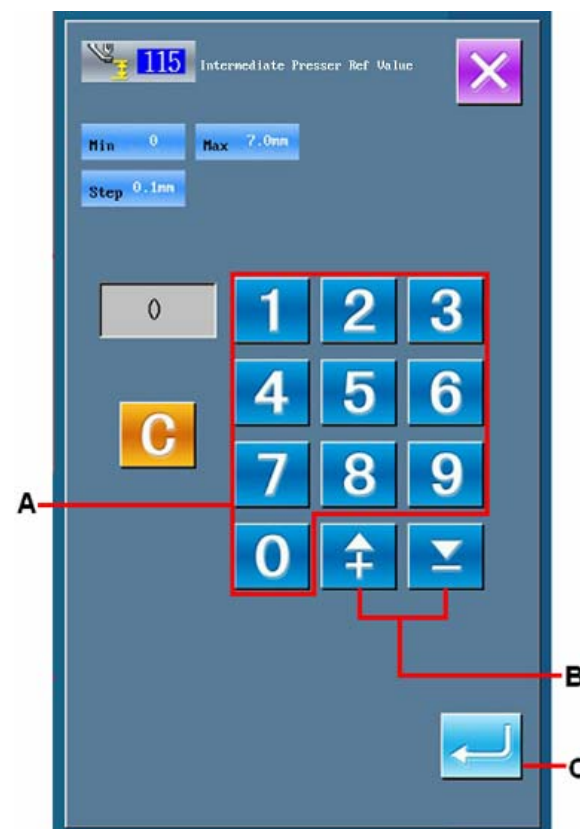 115 Intermediate Presser Ref Value
Min 0 Max 7.0mm
Step 0.1mm
0 1 2 3
4 5 6
C
7 8 9
A
0
B
C